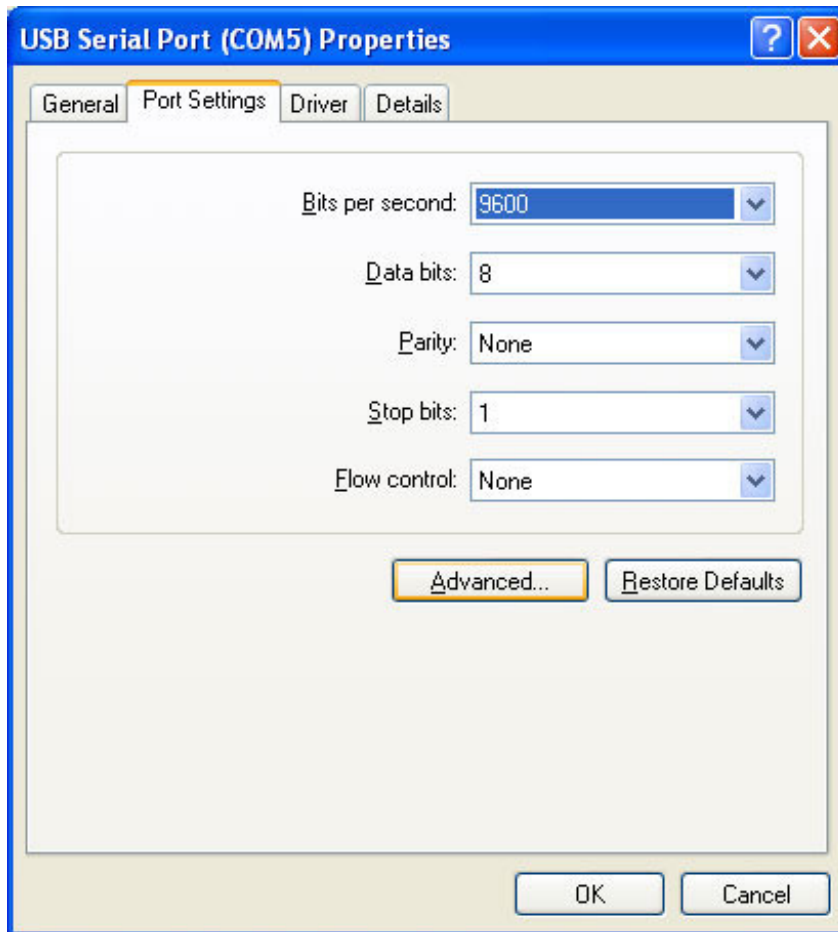 USB Serial Port (COM5) Properties
?
General Port Settings Driver Details
Bits per second: 9600
Data bits: 8
Parity: None
Stop bits: 1
Flow control: None
Advanced... Restore Defaults
OK Cancel